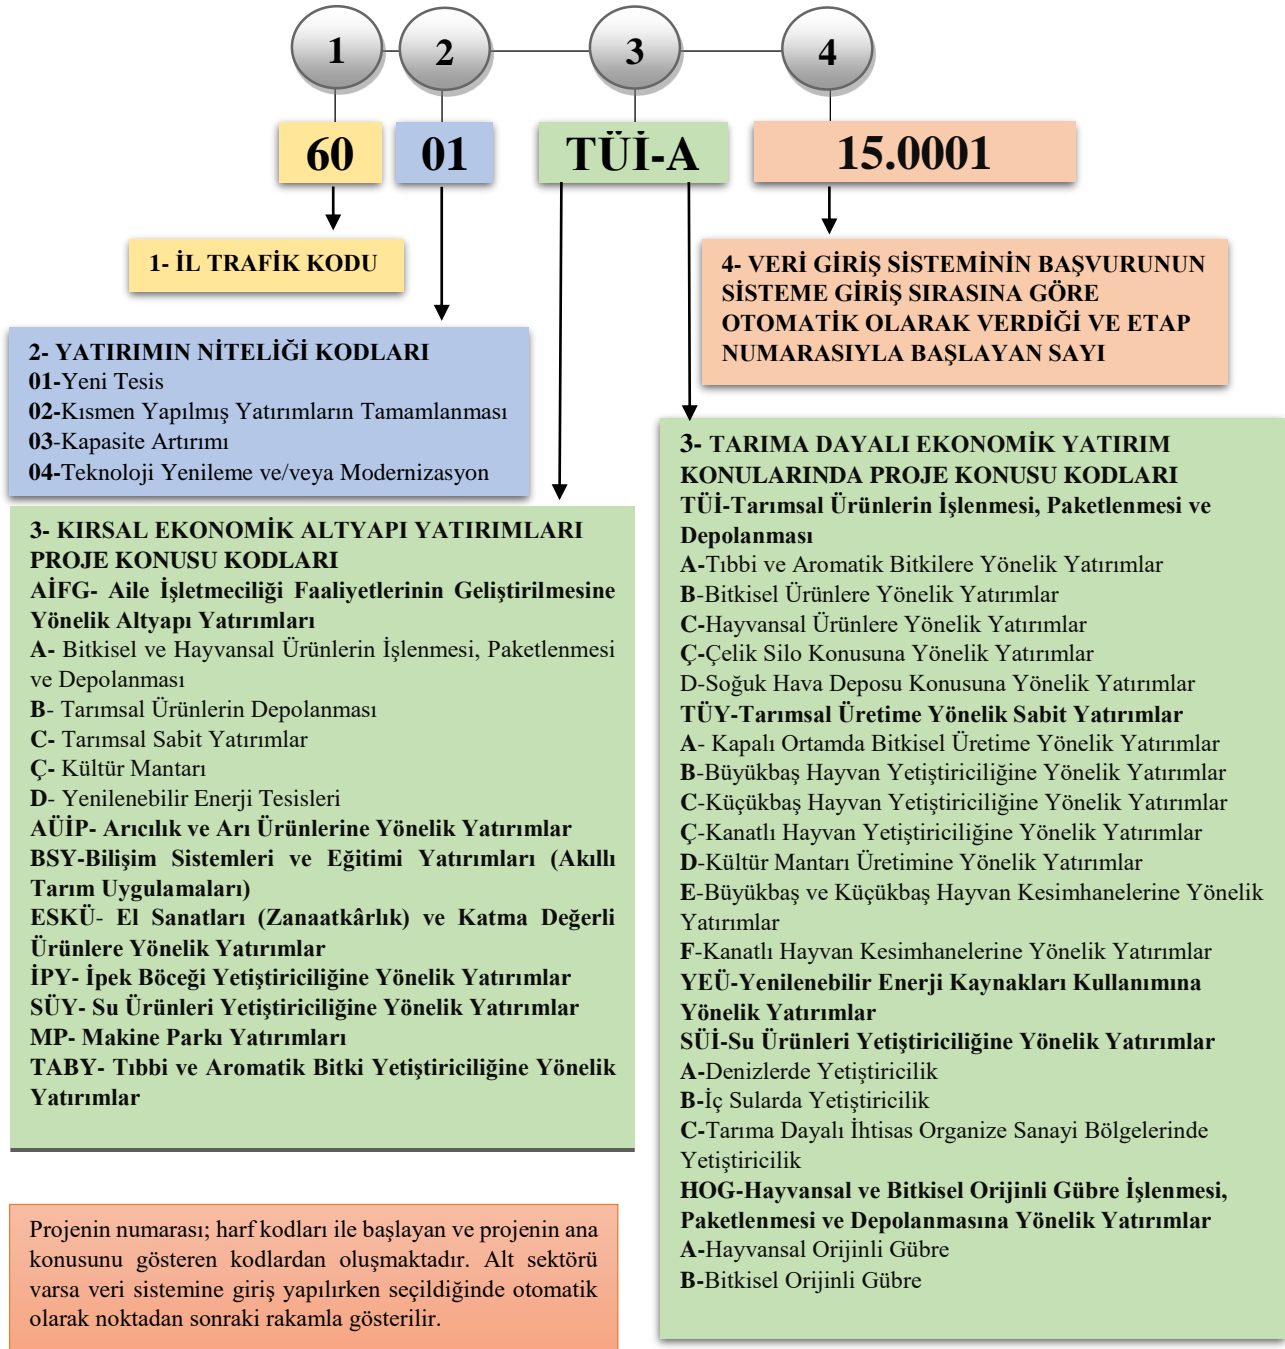 1
2
3
4
60
01
TÜİ-A
15.0001
1- İL TRAFİK KODU
4- VERİ GİRİŞ SİSTEMİNİN BAŞVURUNUN
SİSTEME GİRİŞ SIRASINA GÖRE
OTOMATİK OLARAK VERDİĞİ VE ETAP
NUMARASIYLA BAŞLAYAN SAYI
2- YATIRIMIN NİTELİĞİ KODLARI
01-Yeni Tesis
02-Kısmen Yapılmış Yatırımların Tamamlanması
03-Kapasite Artırımı
04-Teknoloji Yenileme ve/veya Modernizasyon
3- KIRSAL EKONOMİK ALTYAPI YATIRIMLARI
PROJE KONUSU KODLARI
AİFG- Aile İşletmeciliği Faaliyetlerinin Geliştirilmesine
Yönelik Altyapı Yatırımları
A- Bitkisel ve Hayvansal Ürünlerin İşlenmesi, Paketlenmesi
ve Depolanması
B- Tarımsal Ürünlerin Depolanması
C- Tarımsal Sabit Yatırımlar
Ç- Kültür Mantarı
D- Yenilenebilir Enerji Tesisleri
AÜİP- Arıcılık ve Arı Ürünlerine Yönelik Yatırımlar
BSY-Bilişim Sistemleri ve Eğitimi Yatırımları (Akıllı
Tarım Uygulamaları)
ESKÜ- El Sanatları (Zanaatkârlık) ve Katma Değerli
Ürünlere Yönelik Yatırımlar
İPY- İpek Böceği Yetiştiriciliğine Yönelik Yatırımlar
SÜY- Su Ürünleri Yetiştiriciliğine Yönelik Yatırımlar
MP- Makine Parkı Yatırımları
TABY- Tıbbi ve Aromatik Bitki Yetiştiriciliğine Yönelik
Yatırımlar
3- TARIMA DAYALI EKONOMİK YATIRIM
KONULARINDA PROJE KONUSU KODLARI
TÜİ-Tarımsal Ürünlerin İşlenmesi, Paketlenmesi ve
Depolanması
A-Tıbbi ve Aromatik Bitkilere Yönelik Yatırımlar
B-Bitkisel Ürünlere Yönelik Yatırımlar
C-Hayvansal Ürünlere Yönelik Yatırımlar
Ç-Çelik Silo Konusuna Yönelik Yatırımlar
D-Soğuk Hava Deposu Konusuna Yönelik Yatırımlar
TÜY-Tarımsal Üretime Yönelik Sabit Yatırımlar
A- Kapalı Ortamda Bitkisel Üretime Yönelik Yatırımlar
B-Büyükbaş Hayvan Yetiştiriciliğine Yönelik Yatırımlar
C-Küçükbaş Hayvan Yetiştiriciliğine Yönelik Yatırımlar
Ç-Kanatlı Hayvan Yetiştiriciliğine Yönelik Yatırımlar
D-Kültür Mantarı Üretimine Yönelik Yatırımlar
E-Büyükbaş ve Küçükbaş Hayvan Kesimhanelerine Yönelik
Yatırımlar
F-Kanatlı Hayvan Kesimhanelerine Yönelik Yatırımlar
YEÜ-Yenilenebilir Enerji Kaynakları Kullanımına
Yönelik Yatırımlar
SÜİ-Su Ürünleri Yetiştiriciliğine Yönelik Yatırımlar
A-Denizlerde Yetiştiricilik
B-İç Sularda Yetiştiricilik
C-Tarıma Dayalı İhtisas Organize Sanayi Bölgelerinde
Yetiştiricilik
HOG-Hayvansal ve Bitkisel Orijinli Gübre İşlenmesi,
Paketlenmesi ve Depolanmasına Yönelik Yatırımlar
A-Hayvansal Orijinli Gübre
B-Bitkisel Orijinli Gübre
Projenin numarası; harf kodları ile başlayan ve projenin ana
konusunu gösteren kodlardan oluşmaktadır. Alt sektörü
varsa veri sistemine giriş yapılırken seçildiğinde otomatik
olarak noktadan sonraki rakamla gösterilir.